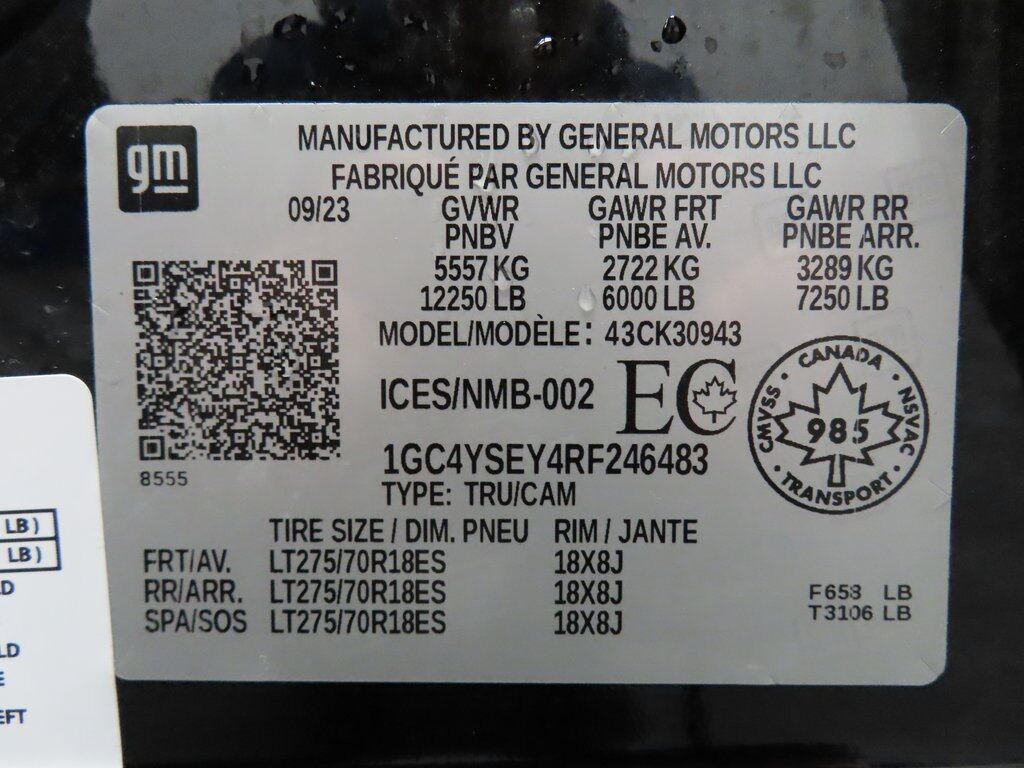 gm
MANUFACTURED BY GENERAL MOTORS LLC
FABRIQUÉ PAR GENERAL MOTORS LLC
09/23 GVWR GAWR FRT GAWR RR
PNBV PNBE AV. PNBE ARR.
5557 KG 2722 KG 3289 KG
12250 LB 6000 LB 7250 LB
MODEL/MODÈLE: 43CK30943
ICES/NMB-002 EC
CANADA
CMVSS 985 NSVAC
TRANSPORT
1GC4YSEY4RF246483
8555
TYPE: TRU/CAM
TIRE SIZE / DIM. PNEU RIM / JANTE
FRT/AV. LT275/70R18ES 18X8J
RR/ARR. LT275/70R18ES 18X8J
SPA/SOS LT275/70R18ES 18X8J
F658 LB
T3106 LB
LB)
LB)
LD
EFT